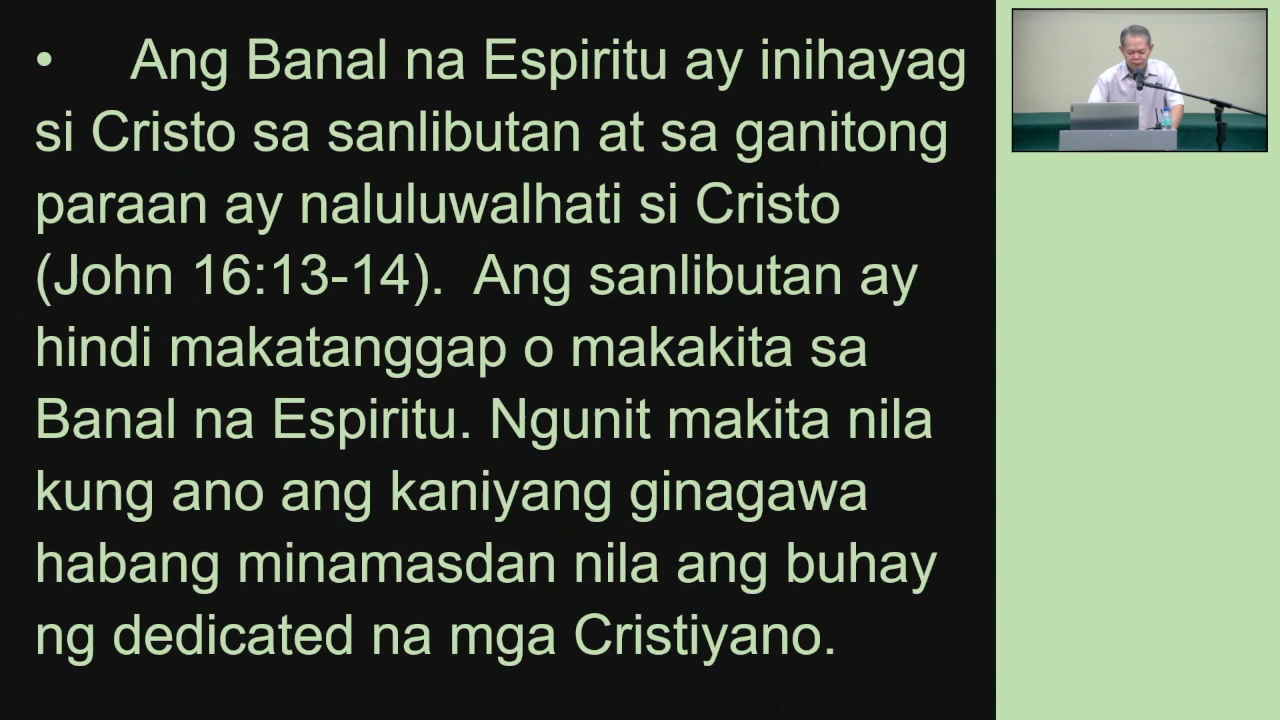 • Ang Banal na Espiritu ay inihayag
si Cristo sa sanlibutan at sa ganitong
paraan ay naluluwalhati si Cristo
(John 16:13-14).  Ang sanlibutan ay
hindi makatanggap o makakita sa
Banal na Espiritu. Ngunit makita nila
kung ano ang kaniyang ginagawa
habang minamasdan nila ang buhay
ng dedicated na mga Cristiyano.